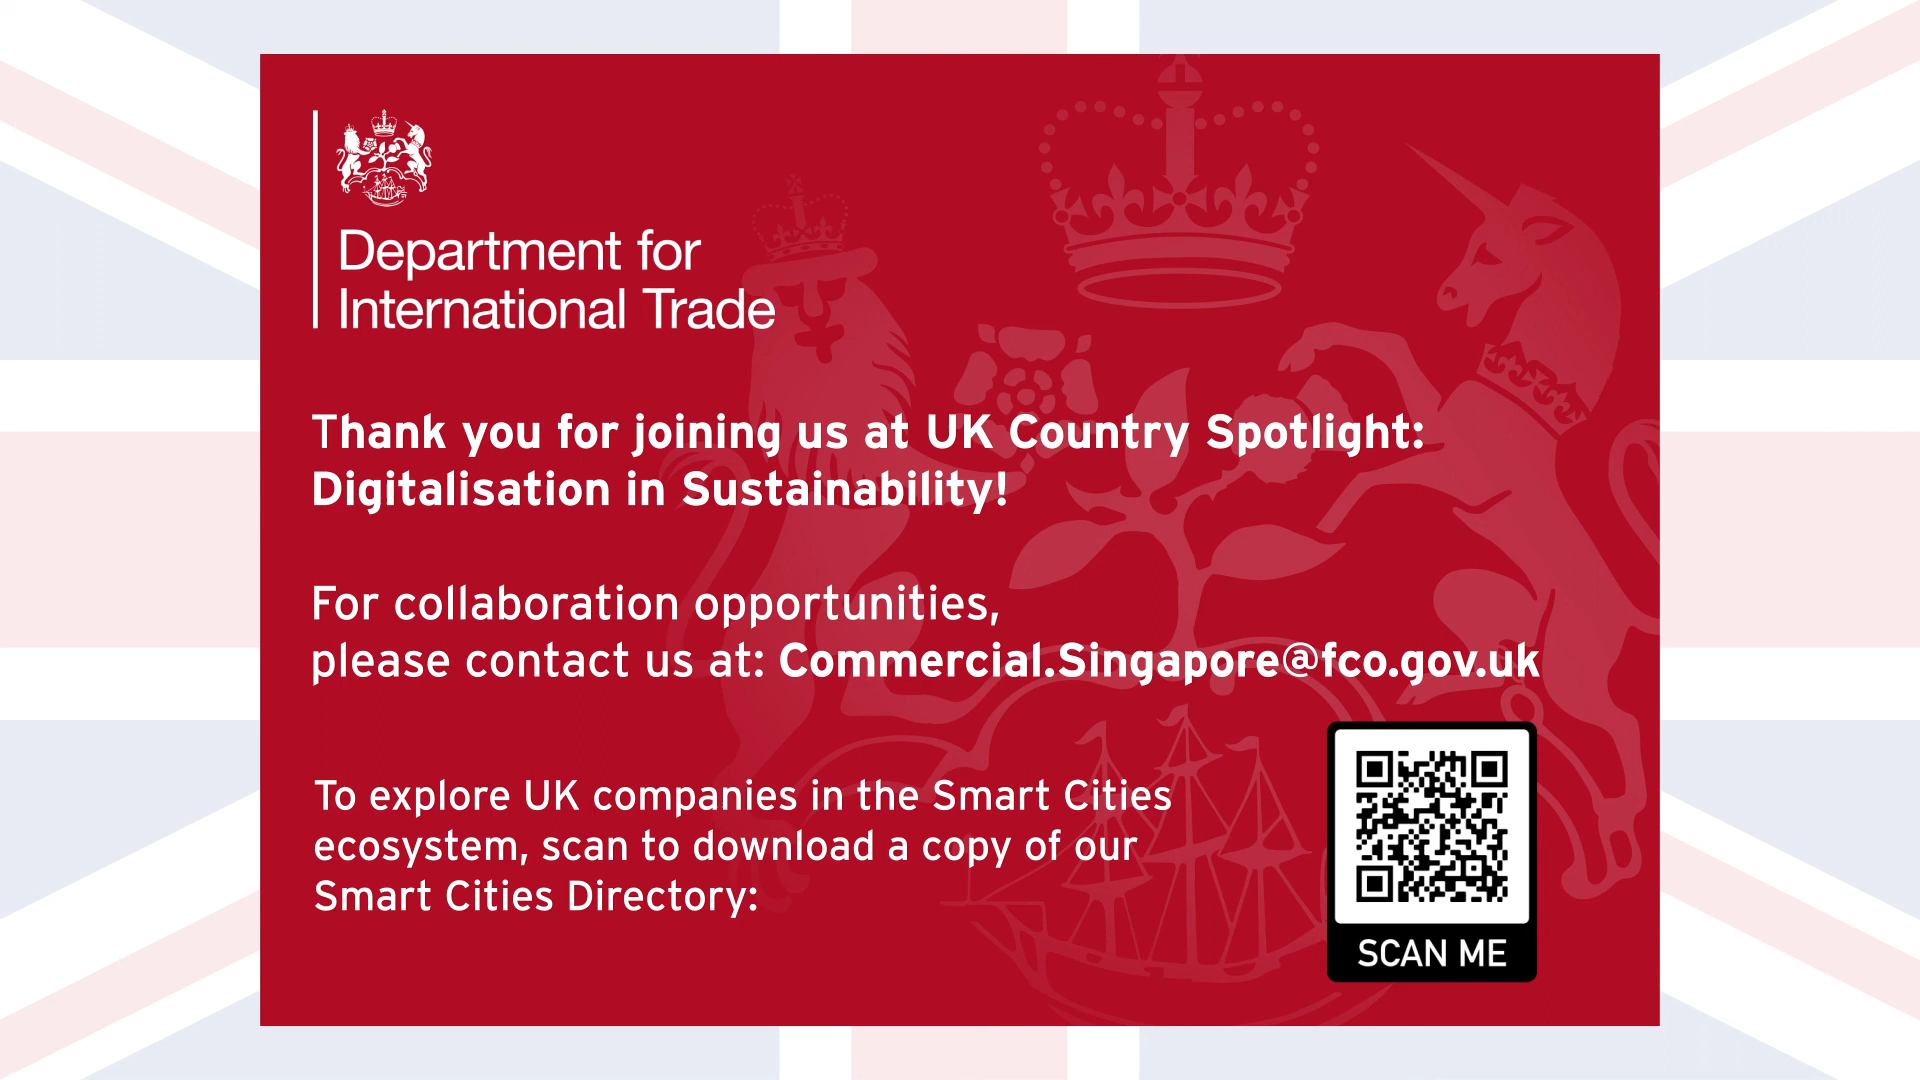 Department for
International Trade
Thank you for joining us at UK Country Spotlight:
Digitalisation in Sustainability!
For collaboration opportunities,
please contact us at: Commercial.Singapore@fco.gov.uk
To explore UK companies in the Smart Cities
ecosystem, scan to download a copy of our
Smart Cities Directory:
SCAN ME